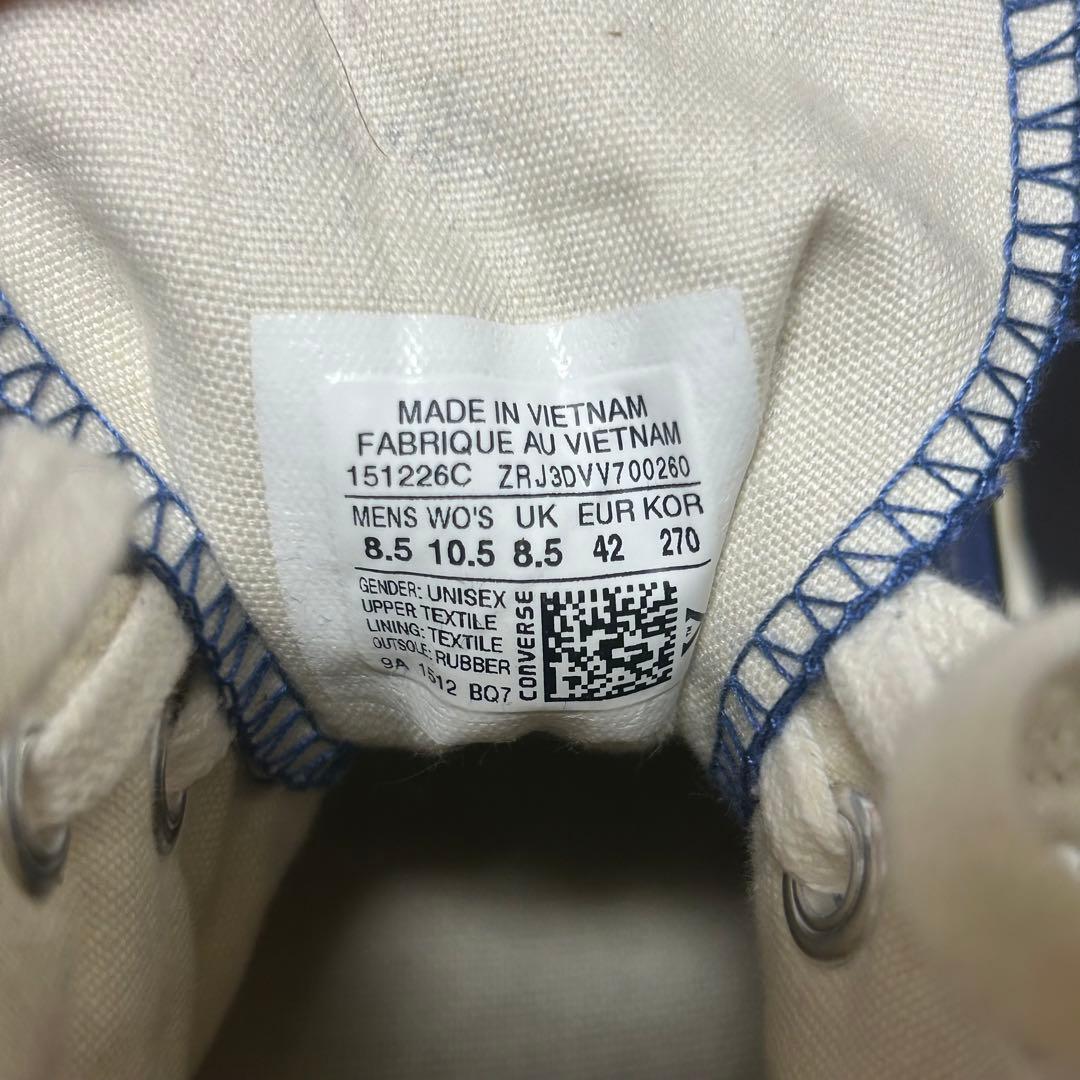 MADE IN VIETNAM
FABRIQUE AU VIETNAM
151226C ZRJ3DVV700260
MENS WO'S UK EUR KOR
8.5 10.5 8.5 42 270
GENDER: UNISEX
UPPER TEXTILE
LINING: TEXTILE
OUTSOLE: RUBBER
9A 1512 BQ7
CONVERSE